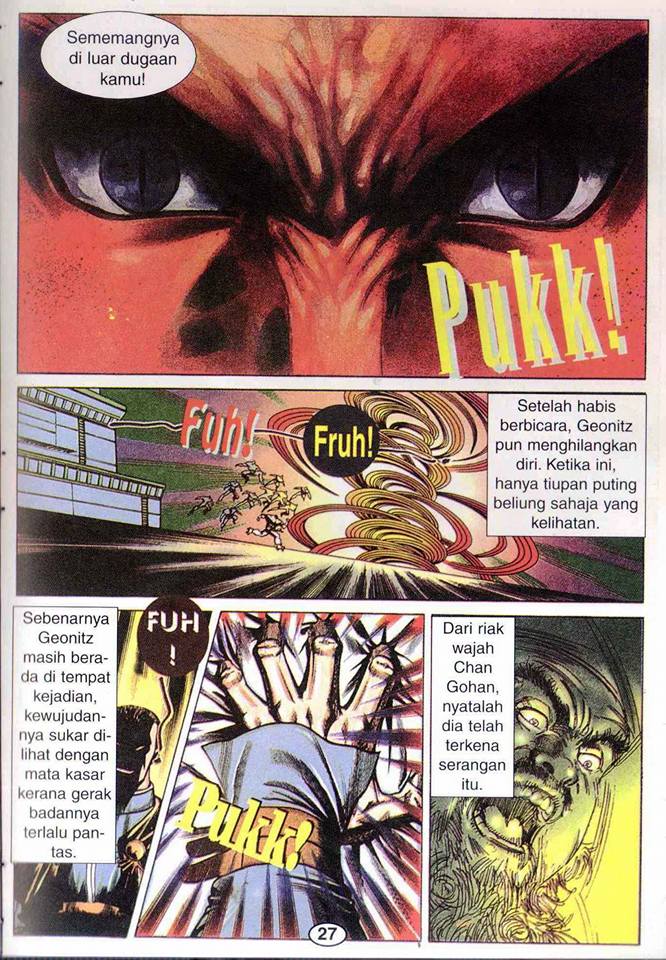 Sememangnya
di luar dugaan
kamu!
Pukk!
Fuh!
Fruh!
Setelah habis
berbicara, Geonitz
pun menghilangkan
diri. Ketika ini,
hanya tiupan puting
beliung sahaja yang
kelihatan.
Sebenarnya
Geonitz
masih bera-
da di tempat
kejadian,
kewujudan-
nya sukar di-
lihat dengan
mata kasar
kerana gerak
badannya
terlalu pan-
tas.
FUH
!
Pukk!
Dari riak
wajah
Chan
Gohan,
nyatalah
dia telah
terkena
serangan
itu.
27